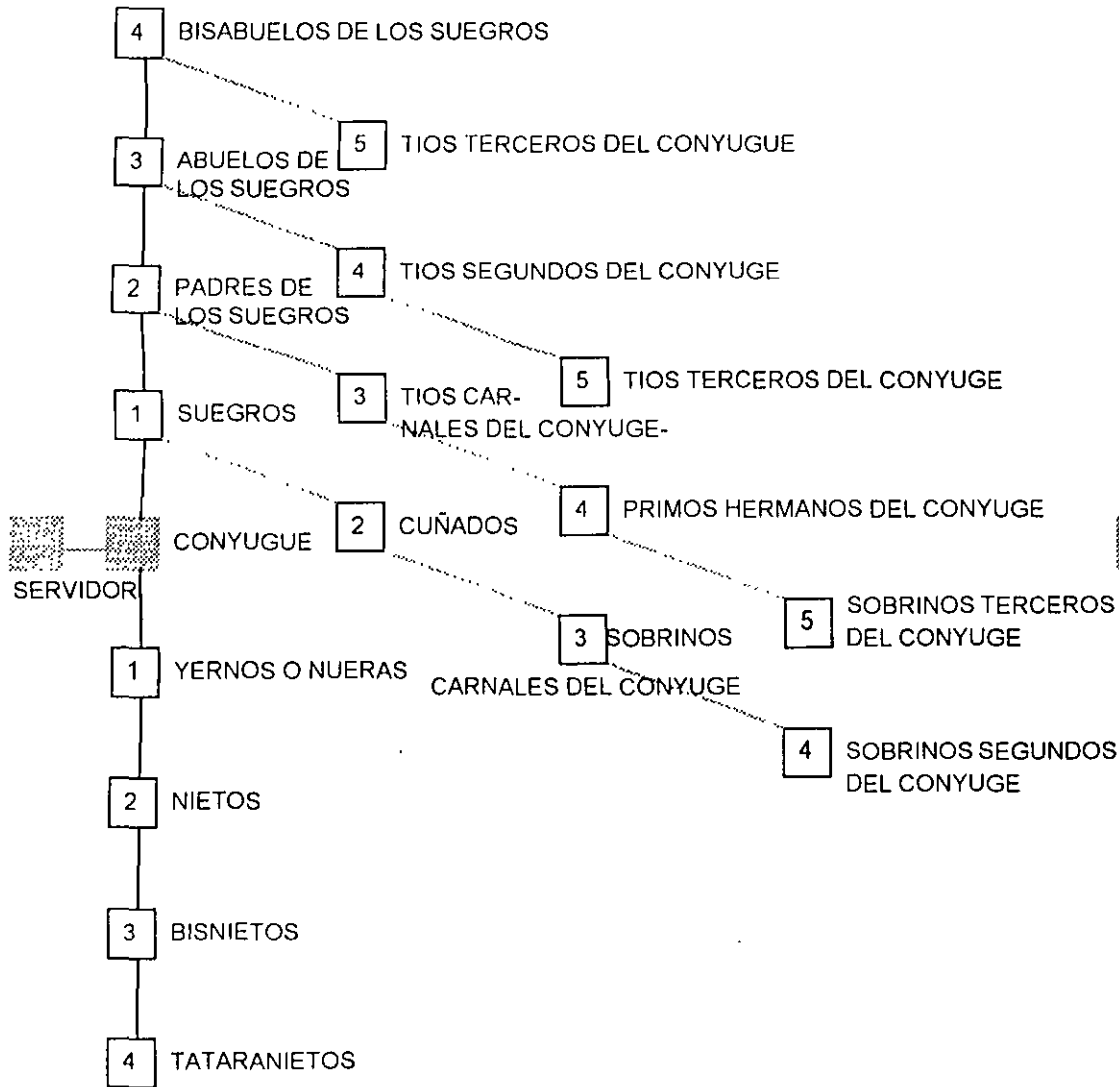 4 BISABUELOS DE LOS SUEGROS
5 TIOS TERCEROS DEL CONYUGUE
3 ABUELOS DE
LOS SUEGROS
4 TIOS SEGUNDOS DEL CONYUGE
2 PADRES DE
LOS SUEGROS
5 TIOS TERCEROS DEL CONYUGE
3 TIOS CAR-
NALES DEL CONYUGE-
1 SUEGROS
4 PRIMOS HERMANOS DEL CONYUGE
2 CUÑADOS
CONYUGUE
SERVIDOR
5 SOBRINOS TERCEROS
DEL CONYUGE
3 SOBRINOS
CARNALES DEL CONYUGE
1 YERNOS O NUERAS
4 SOBRINOS SEGUNDOS
DEL CONYUGE
2 NIETOS
3 BISNIETOS
4 TATARANIETOS